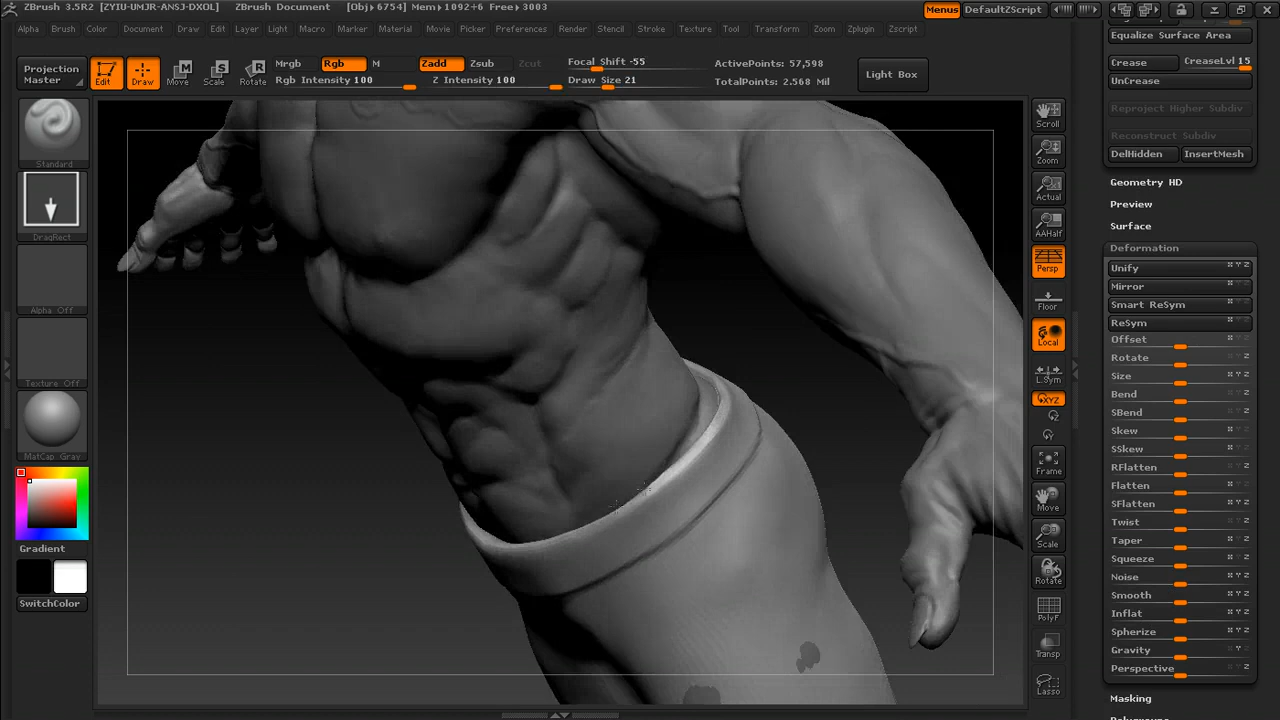 ZBrush 3.5R2 [ZYIU-UMJR-ANSJ-DXOL] ZBrush Document [Obj▸6754] Mem▸1092+6 Free▸3003 Menus DefaultZScript
Alpha Brush Color Document Draw Edit Layer Light Macro Marker Material Movie Picker Preferences Render Stencil Stroke Texture Tool Transform Zoom Zplugin Zscript
Projection Master
Edit
Draw
Move
Scale
Rotate
Mrgb Rgb M
Rgb Intensity 100
Zadd Zsub Zcut
Z Intensity 100
Focal Shift -55
Draw Size 21
ActivePoints: 57,598
TotalPoints: 2.568 Mil
Light Box
Standard
DragRect
Alpha Off
Texture Off
MatCap Gray
Gradient
SwitchColor
Scroll
Zoom
Actual
AAHalf
Persp
Floor
Local
L.Sym
XYZ
Frame
Move
Scale
Rotate
PolyF
Transp
Lasso
Equalize Surface Area
Crease CreaseLvl 15
UnCrease
Reproject Higher Subdiv
Reconstruct Subdiv
DelHidden InsertMesh
Geometry HD
Preview
Surface
Deformation
Unify
Mirror
Smart ReSym
ReSym
Offset
Rotate
Size
Bend
SBend
Skew
SSkew
RFlatten
Flatten
SFlatten
Twist
Taper
Squeeze
Noise
Smooth
Inflat
Spherize
Gravity
Perspective
Masking